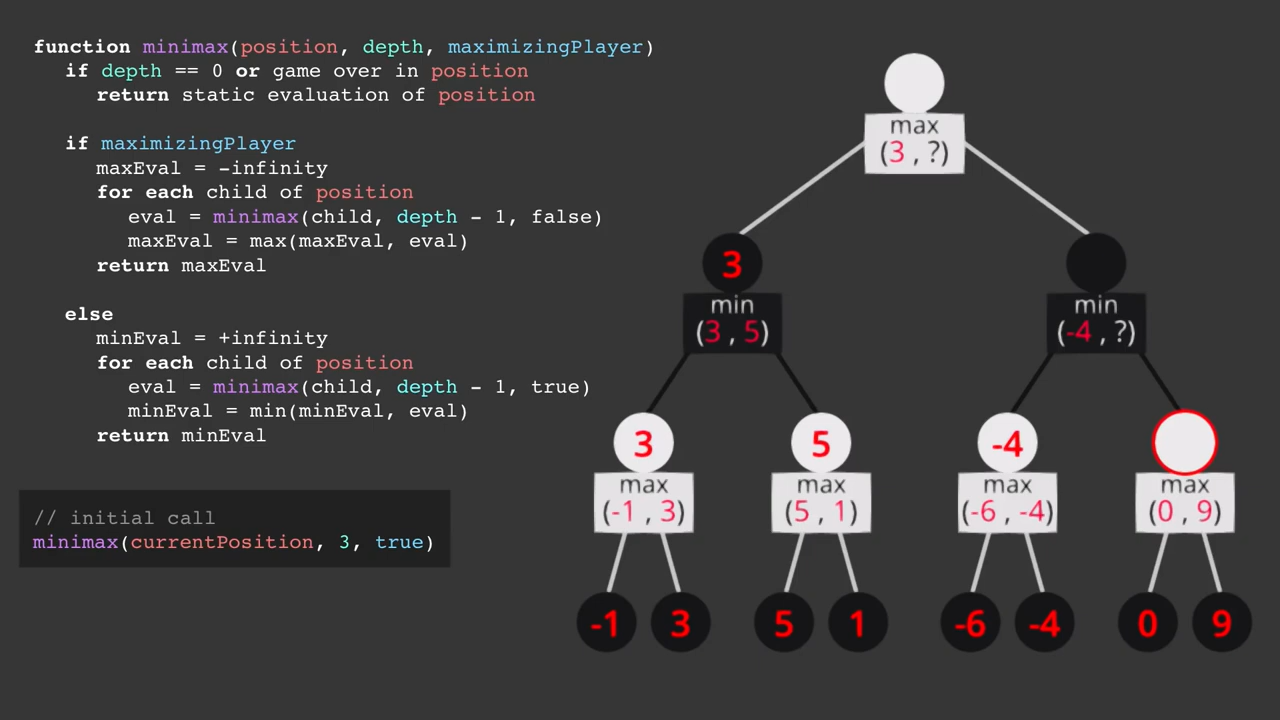 function minimax(position, depth, maximizingPlayer)
if depth == 0 or game over in position
return static evaluation of position
if maximizingPlayer
maxEval = -infinity
for each child of position
eval = minimax(child, depth - 1, false)
maxEval = max(maxEval, eval)
return maxEval
else
minEval = +infinity
for each child of position
eval = minimax(child, depth - 1, true)
minEval = min(minEval, eval)
return minEval
// initial call
minimax(currentPosition, 3, true)
max
(3 , ?)
3
min
(3 , 5)
min
(-4 , ?)
3
max
(-1 , 3)
5
max
(5 , 1)
-4
max
(-6 , -4)
max
(0 , 9)
-1
3
5
1
-6
-4
0
9